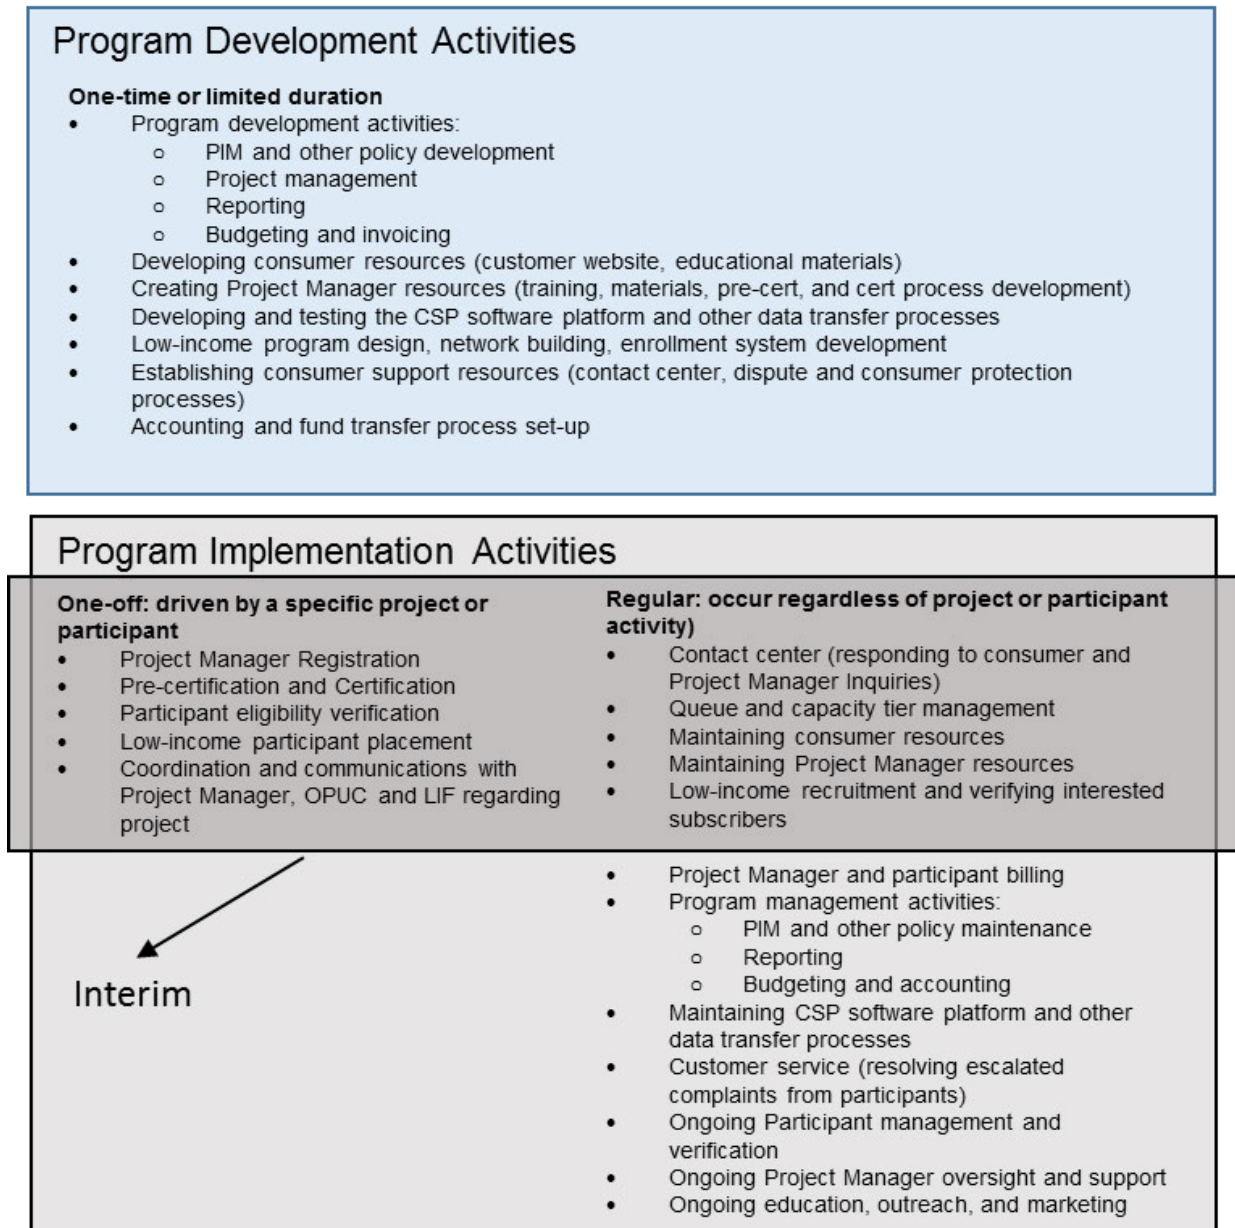 Program Development Activities
One-time or limited duration
• Program development activities:
o PIM and other policy development
o Project management
o Reporting
o Budgeting and invoicing
• Developing consumer resources (customer website, educational materials)
• Creating Project Manager resources (training, materials, pre-cert, and cert process development)
• Developing and testing the CSP software platform and other data transfer processes
• Low-income program design, network building, enrollment system development
• Establishing consumer support resources (contact center, dispute and consumer protection
processes)
• Accounting and fund transfer process set-up
Program Implementation Activities
One-off: driven by a specific project or
participant
• Project Manager Registration
• Pre-certification and Certification
• Participant eligibility verification
• Low-income participant placement
• Coordination and communications with
Project Manager, OPUC and LIF regarding
project
Interim
Regular: occur regardless of project or participant
activity)
• Contact center (responding to consumer and
Project Manager Inquiries)
• Queue and capacity tier management
• Maintaining consumer resources
• Maintaining Project Manager resources
• Low-income recruitment and verifying interested
subscribers
• Project Manager and participant billing
• Program management activities:
o PIM and other policy maintenance
o Reporting
o Budgeting and accounting
• Maintaining CSP software platform and other
data transfer processes
• Customer service (resolving escalated
complaints from participants)
• Ongoing Participant management and
verification
• Ongoing Project Manager oversight and support
• Ongoing education, outreach, and marketing